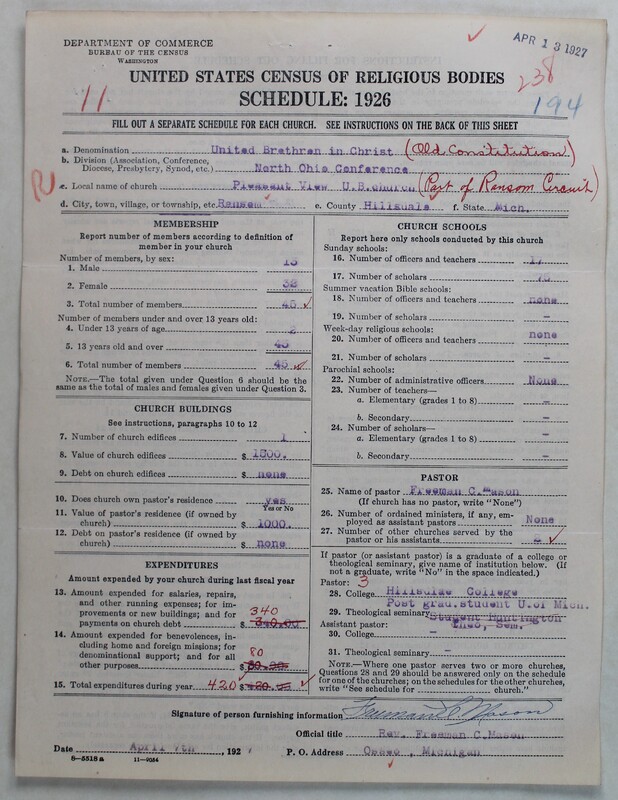 APR 13 1927
DEPARTMENT OF COMMERCE
BUREAU OF THE CENSUS
WASHINGTON
UNITED STATES CENSUS OF RELIGIOUS BODIES
SCHEDULE: 1926
11
238
194
FILL OUT A SEPARATE SCHEDULE FOR EACH CHURCH. SEE INSTRUCTIONS ON THE BACK OF THIS SHEET
a. Denomination United Brethren in Christ (Old Constitution)
b. Division (Association, Conference, Diocese, Presbytery, Synod, etc.) North Ohio Conference
c. Local name of church Pleasant View U.B.church (Part of Ransom Circuit)
d. City, town, village, or township, etc. Ransom e. County Hillsdale f. State Mich.
MEMBERSHIP
Report number of members according to definition of
member in your church
Number of members, by sex:
1. Male
2. Female
3. Total number of members 45
Number of members under and over 13 years old:
4. Under 13 years of age
5. 13 years old and over
6. Total number of members 45
NOTE.—The total given under Question 6 should be
same as the total of males and females given under Question 3.
CHURCH BUILDINGS
See instructions, paragraphs 10 to 12
7. Number of church edifices 1
8. Value of church edifices $ 1500.
9. Debt on church edifices $ none
10. Does church own pastor's residence yes
Yes or No
11. Value of pastor's residence (if owned by
church) $ 1000.
12. Debt on pastor's residence (if owned by
church) $ none
EXPENDITURES
Amount expended by your church during last fiscal year
13. Amount expended for salaries, repairs,
and other running expenses; for im-
provements or new buildings; and for 340
payments on church debt $ 340.00
14. Amount expended for benevolences, in-
cluding home and foreign missions; for
denominational support; and for all 80
other purposes $
15. Total expenditures during year 420 $
CHURCH SCHOOLS
Report here only schools conducted by this church
Sunday schools:
16. Number of officers and teachers
17. Number of scholars
Summer vacation Bible schools:
18. Number of officers and teachers none
19. Number of scholars –
Week-day religious schools:
20. Number of officers and teachers none
21. Number of scholars –
Parochial schools:
22. Number of administrative officers None
23. Number of teachers—
a. Elementary (grades 1 to 8) –
b. Secondary –
24. Number of scholars—
a. Elementary (grades 1 to 8) –
b. Secondary –
PASTOR
25. Name of pastor Freeman C. Mason
(If church has no pastor, write "None")
26. Number of ordained ministers, if any, em-
ployed as assistant pastors None
27. Number of other churches served by the
pastor or his assistants
If pastor (or assistant pastor) is a graduate of a college or
theological seminary, give name of institution below. (If
not a graduate, write "No" in the space indicated.)
Pastor: 3
28. College Hillsdale College
Post grau.student U.of Mich.
29. Theological seminary Student Huntington
Assistant pastor: Theo. Sem.
30. College –
31. Theological seminary –
NOTE.—Where one pastor serves two or more churches,
Questions 28 and 29 should be answered only on the schedule
for one of the churches; on the schedules for the other churches,
write "See schedule for church."
Signature of person furnishing information Freeman C. Mason
Official title Rev. Freeman C.Mason
Date April 9th, 192 P. O. Address Osseo, Michigan
8-5518 a 11-9054